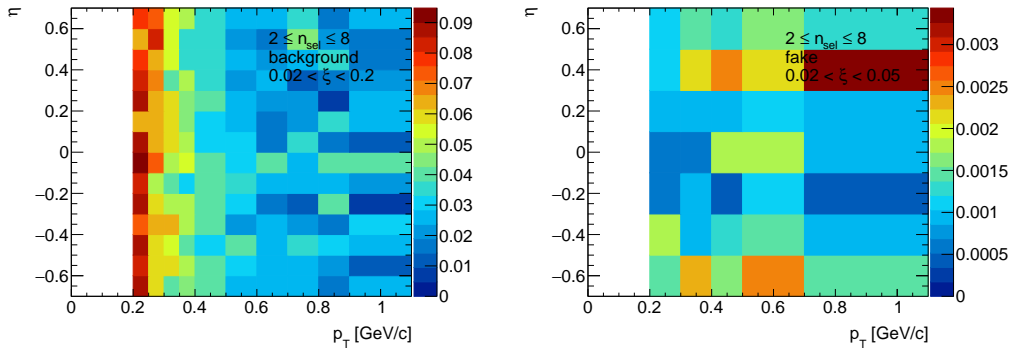 η
0.6
0.4
0.2
0
−0.2
−0.4
−0.6
0 0.2 0.4 0.6 0.8 1
p_T [GeV/c]
2 ≤ n_sel ≤ 8
background
0.02 < ξ < 0.2
0.09
0.08
0.07
0.06
0.05
0.04
0.03
0.02
0.01
0
η
0.6
0.4
0.2
0
−0.2
−0.4
−0.6
0 0.2 0.4 0.6 0.8 1
p_T [GeV/c]
2 ≤ n_sel ≤ 8
fake
0.02 < ξ < 0.05
0.003
0.0025
0.002
0.0015
0.001
0.0005
0